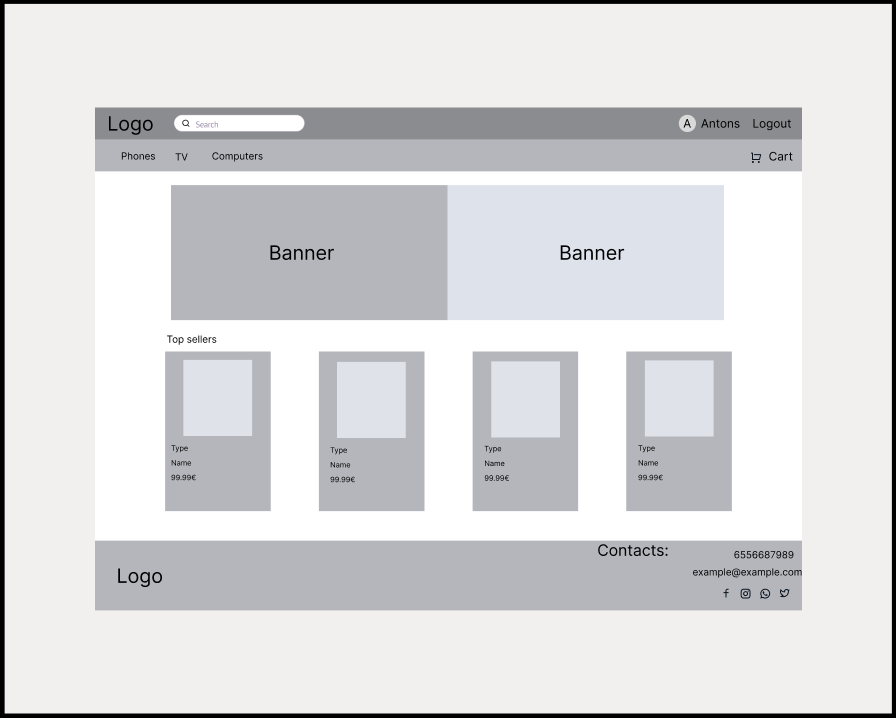 Logo Search A Antons Logout
Phones TV Computers Cart
Banner Banner
Top sellers
Type Type Type Type
Name Name Name Name
99.99€ 99.99€ 99.99€ 99.99€
Contacts:
6556687989
Logo example@example.com